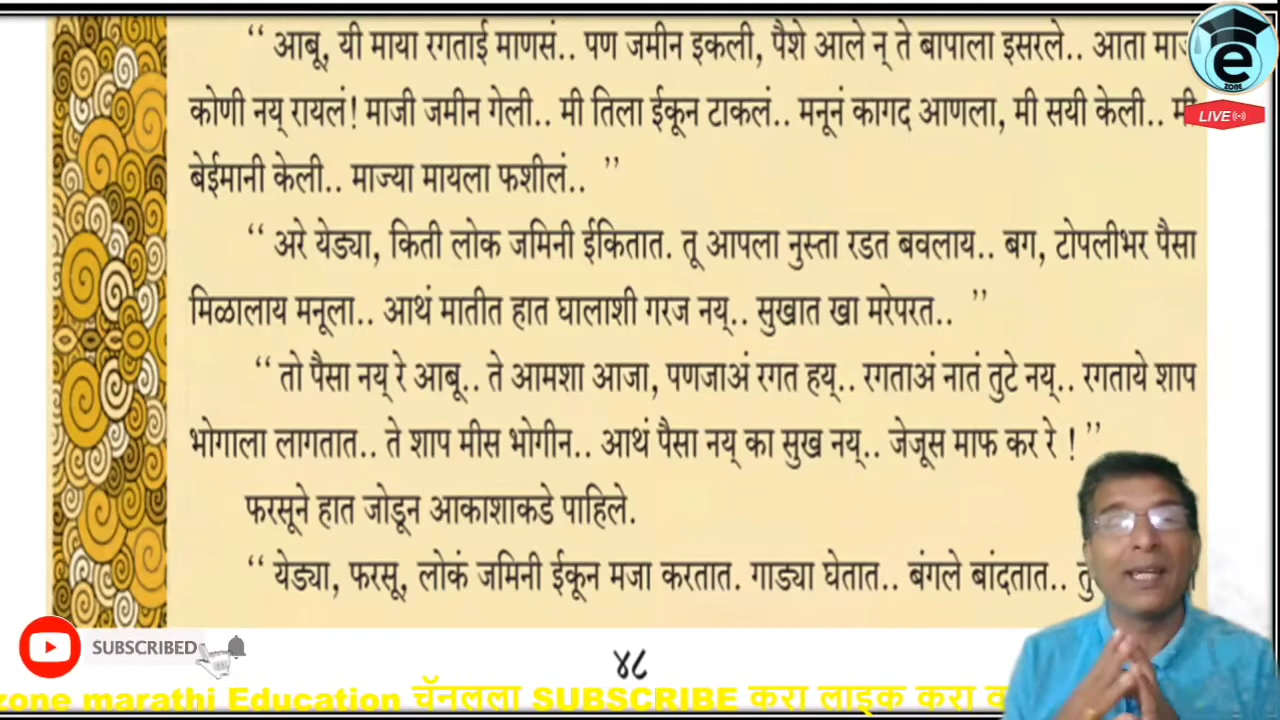 ‘‘ आबू, यी माया रगताई माणसं.. पण जमीन इकली, पैशे आले न् ते बापाला इसरले.. आता
कोणी नय् रायलं! माजी जमीन गेली.. मी तिला ईकून टाकलं.. मनूनं कागद आणला, मी सयी केली.. मी
बेईमानी केली.. माज्या मायला फशीलं.. ’’
‘‘ अरे येड्या, किती लोक जमिनी ईकितात. तू आपला नुस्ता रडत बवलाय.. बग, टोपलीभर पैसा
मिळालाय मनूला.. आथं मातीत हात घालाशी गरज नय्.. सुखात खा मरेपरत.. ’’
‘‘ तो पैसा नय् रे आबू.. ते आमशा आजा, पणजाअं रगत हय्.. रगताअं नातं तुटे नय्.. रगताये शाप
भोगाला लागतात.. ते शाप मीस भोगीन.. आथं पैसा नय् का सुख नय्.. जेजूस माफ कर रे ! ’’
फरसूने हात जोडून आकाशाकडे पाहिले.
‘‘ येड्या, फरसू, लोकं जमिनी ईकून मजा करतात. गाड्या घेतात.. बंगले बांदतात..
४८
e
ZONE
LIVE
SUBSCRIBED
zone marathi Education चॅनलला SUBSCRIBE करा लाइक करा